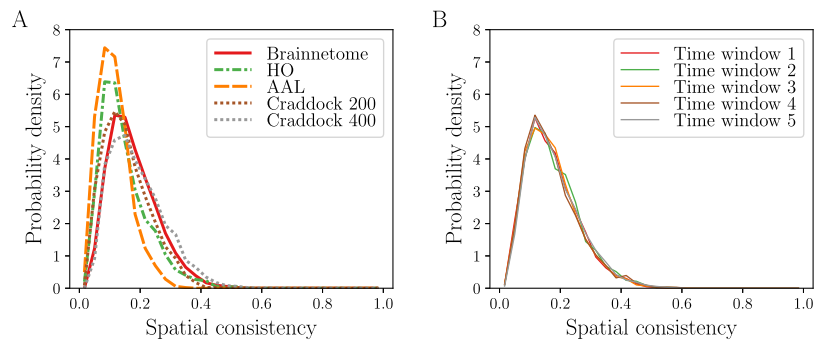 A
Probability density
8
7
6
5
4
3
2
1
0
0.0 0.2 0.4 0.6 0.8 1.0
Spatial consistency
Brainnetome
HO
AAL
Craddock 200
Craddock 400
B
Probability density
8
7
6
5
4
3
2
1
0
0.0 0.2 0.4 0.6 0.8 1.0
Spatial consistency
Time window 1
Time window 2
Time window 3
Time window 4
Time window 5